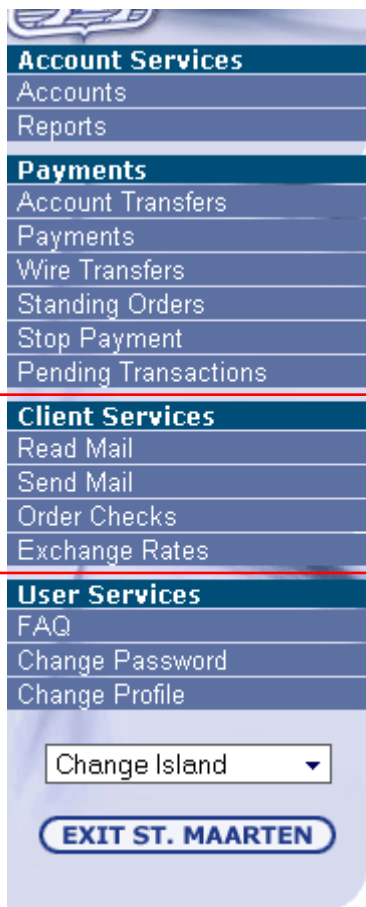 Account Services
Accounts
Reports
Payments
Account Transfers
Payments
Wire Transfers
Standing Orders
Stop Payment
Pending Transactions
Client Services
Read Mail
Send Mail
Order Checks
Exchange Rates
User Services
FAQ
Change Password
Change Profile
Change Island
EXIT ST. MAARTEN